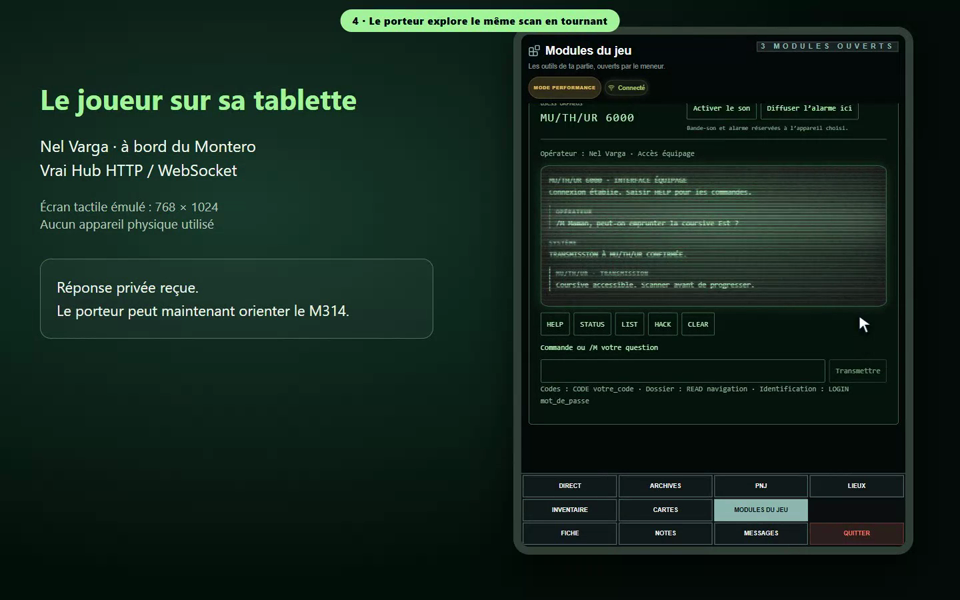 4 · Le porteur explore le même scan en tournant
Le joueur sur sa tablette
Nel Varga · à bord du Montero
Vrai Hub HTTP / WebSocket
Écran tactile émulé : 768 × 1024
Aucun appareil physique utilisé
Réponse privée reçue.
Le porteur peut maintenant orienter le M314.
Modules du jeu
3 MODULES OUVERTS
Les outils de ta partie, ouverts par le meneur.
MODE PERFORMANCE
Connecté
MU/TH/UR 6000
Activer le son
Diffuser l’alarme ici
Bande-son et alarme réservées à l’appareil choisi.
Opérateur : Nel Varga · Accès équipage
MU/TH/UR 6000 · INTERFACE ÉQUIPAGE
Connexion établie. Saisir HELP pour les commandes.
OPÉRATEUR
/M Maman, peut-on emprunter la coursive Est ?
SYSTÈME
TRANSMISSION À MU/TH/UR CONFIRMÉE.
MU/TH/UR · TRANSMISSION
Coursive accessible. Scanner avant de progresser.
HELP
STATUS
LIST
HACK
CLEAR
Commande ou /M votre question
Transmettre
Codes : CODE votre_code · Dossier : READ navigation · Identification : LOGIN
mot_de_passe
DIRECT
ARCHIVES
PNJ
LIEUX
INVENTAIRE
CARTES
MODULES DU JEU
FICHE
NOTES
MESSAGES
QUITTER